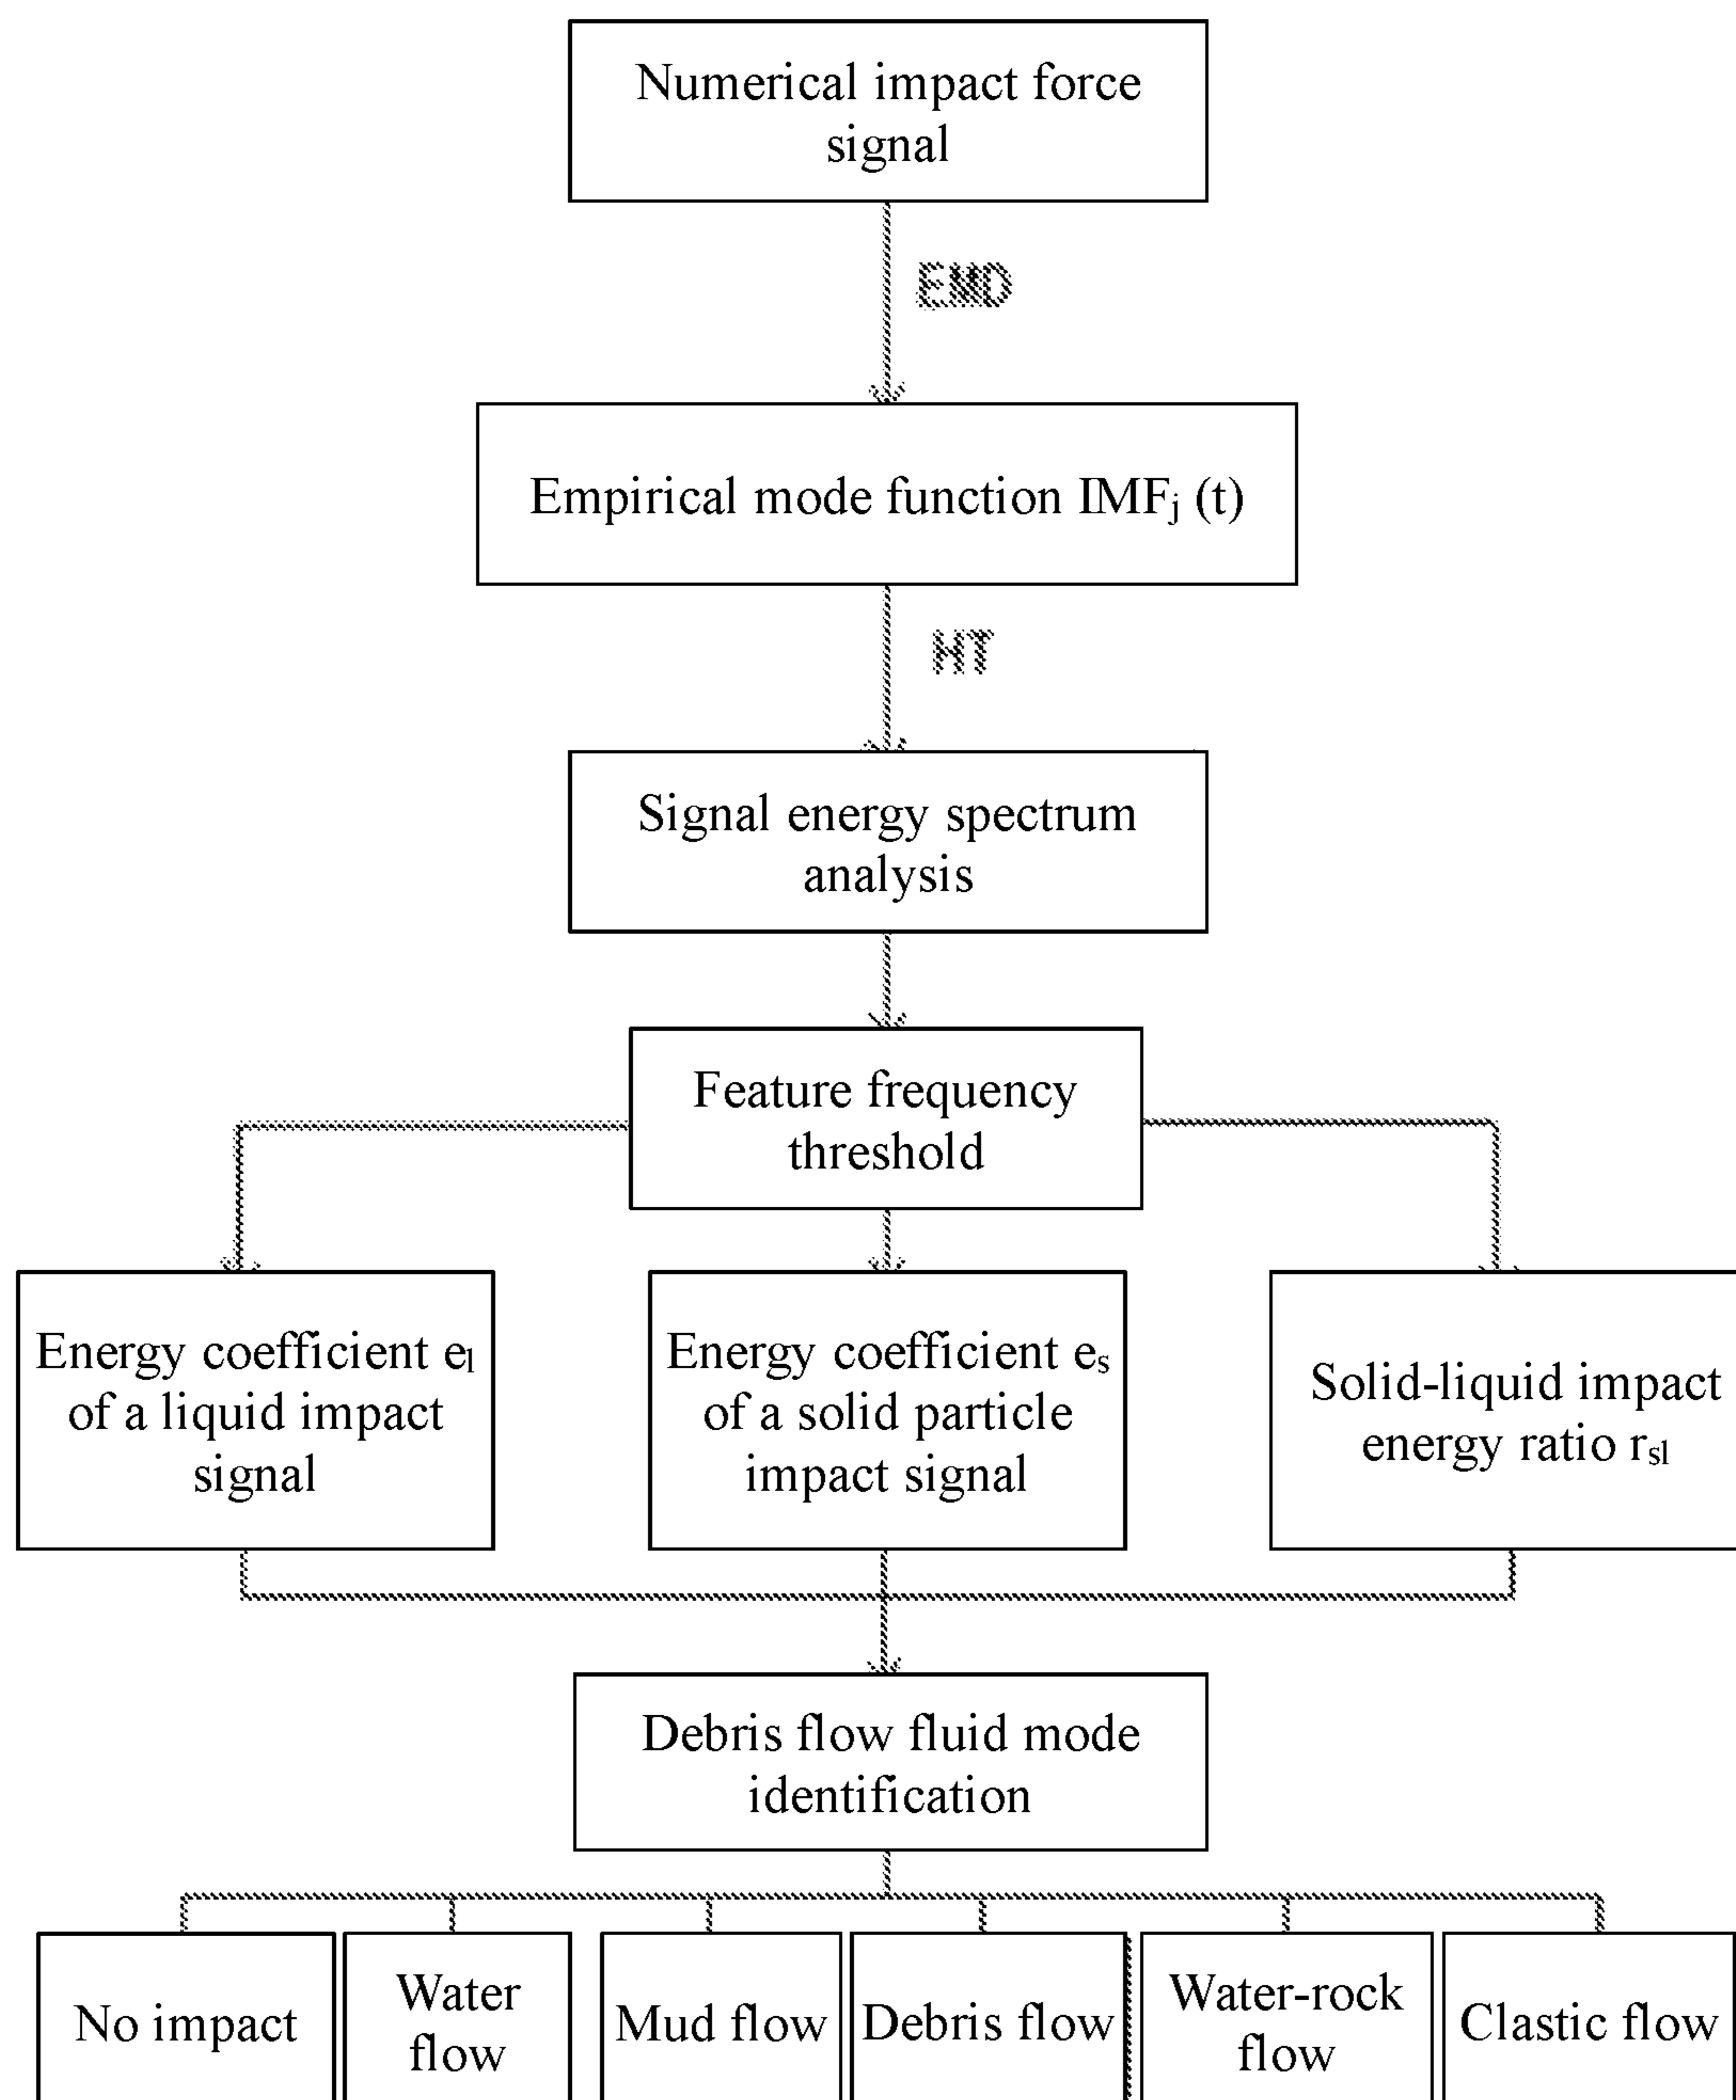 Numerical impact force
signal
EMD
Empirical mode function IMFj (t)
HT
Signal energy spectrum
analysis
Feature frequency
threshold
Energy coefficient el
of a liquid impact
signal
Energy coefficient es
of a solid particle
impact signal
Solid-liquid impact
energy ratio rsl
Debris flow fluid mode
identification
No impact
Water
flow
Mud flow
Debris flow
Water-rock
flow
Clastic flow